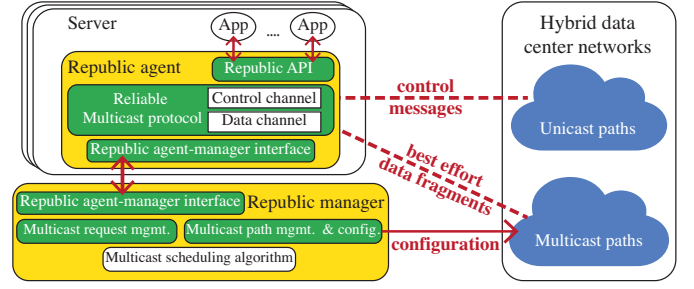 Server
App .... App
Republic agent
Republic API
Reliable
Multicast protocol
Control channel
Data channel
Republic agent-manager interface
Republic agent-manager interface
Republic manager
Multicast request mgmt.
Multicast path mgmt. & config.
Multicast scheduling algorithm
control
messages
best effort
data fragments
configuration
Hybrid data
center networks
Unicast paths
Multicast paths